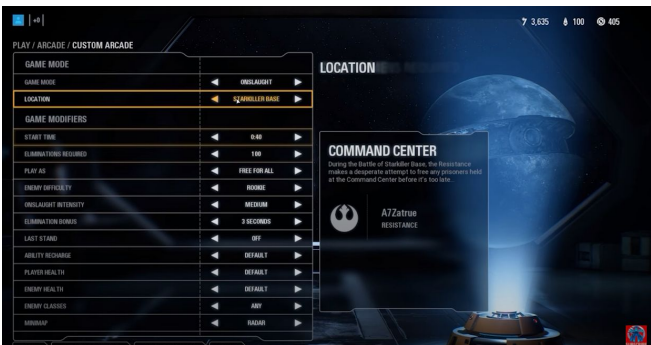 +0
7 3,635 100 405
PLAY / ARCADE / CUSTOM ARCADE
GAME MODE
GAME MODE ONSLAUGHT
LOCATION STARKILLER BASE
GAME MODIFIERS
START TIME 0:40
ELIMINATIONS REQUIRED 100
PLAY AS FREE FOR ALL
ENEMY DIFFICULTY ROOKIE
ONSLAUGHT INTENSITY MEDIUM
ELIMINATION BONUS 3 SECONDS
LAST STAND OFF
ABILITY RECHARGE DEFAULT
PLAYER HEALTH DEFAULT
ENEMY HEALTH DEFAULT
ENEMY CLASSES ANY
MINIMAP RADAR
LOCATION
COMMAND CENTER
During the Battle of Starkiller Base, the Resistance
makes a desperate attempt to free any prisoners held
at the Command Center before it's too late.
A7Zatrue
RESISTANCE